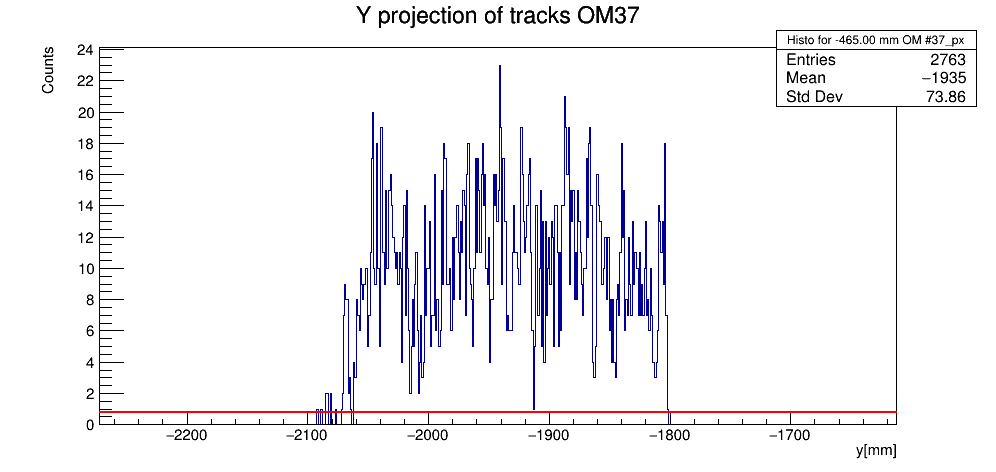 Y projection of tracks OM37
Histo for -465.00 mm OM #37_px
Entries 2763
Mean −1935
Std Dev 73.86
Counts
24
22
20
18
16
14
12
10
8
6
4
2
0
−2200 −2100 −2000 −1900 −1800 −1700
y[mm]